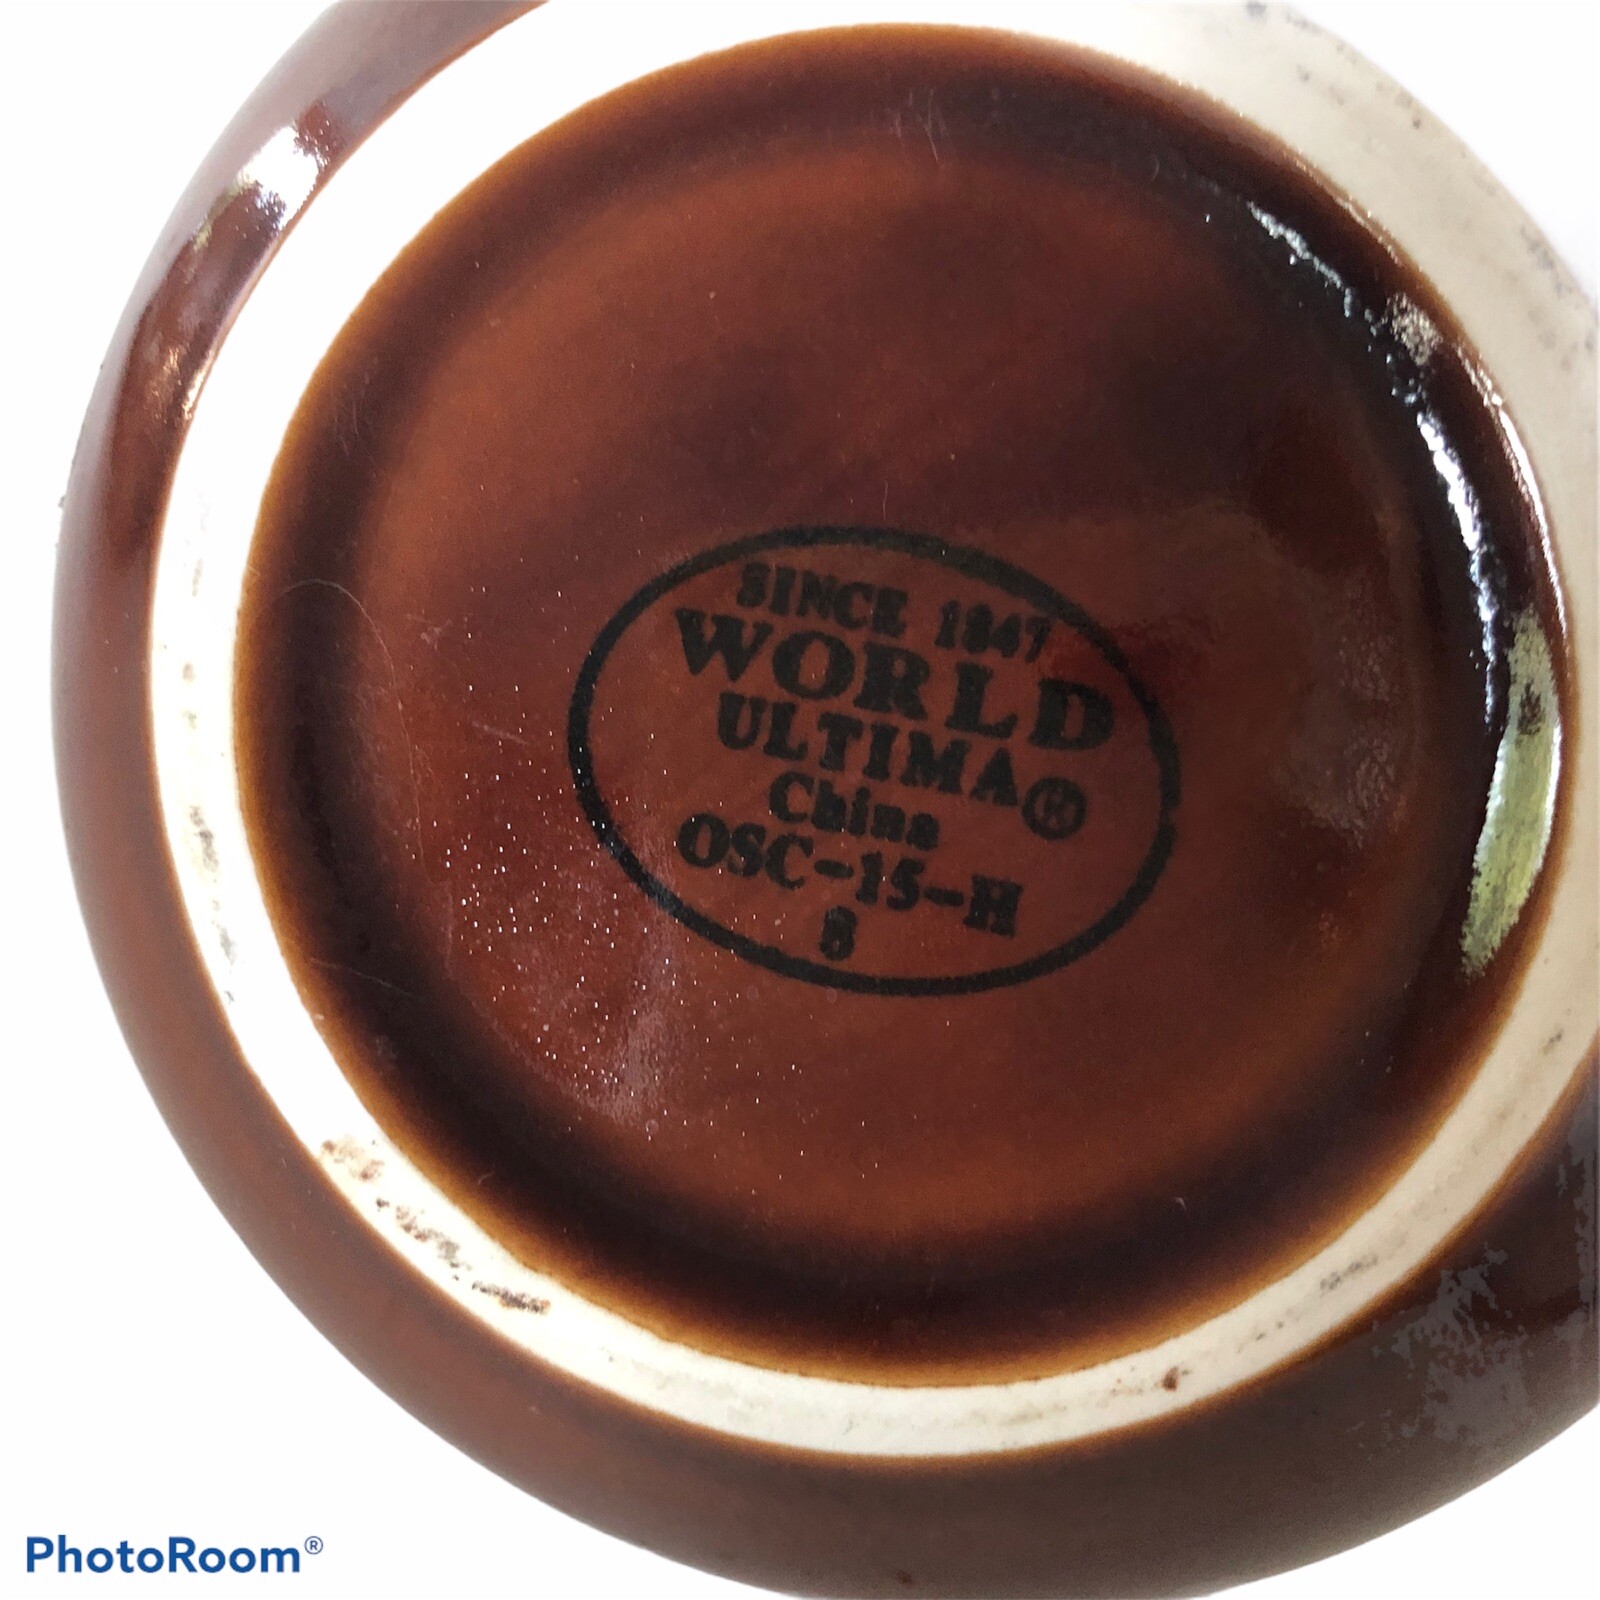 SINCE 1847
WORLD
ULTIMA®
China
OSC-15-H
8
PhotoRoom®